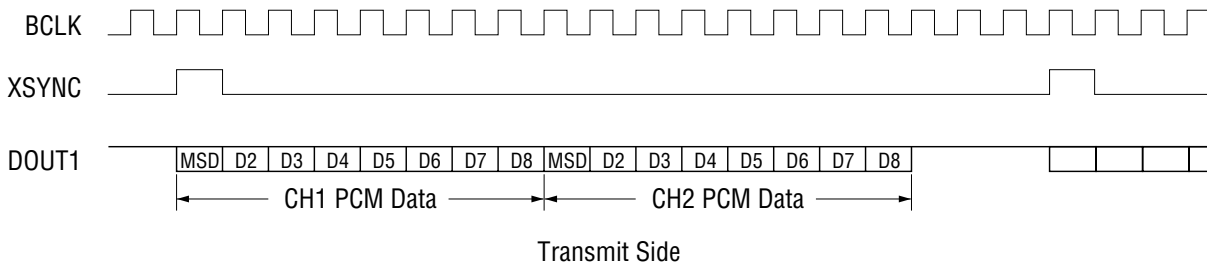 BCLK
XSYNC
DOUT1
MSD D2 D3 D4 D5 D6 D7 D8 MSD D2 D3 D4 D5 D6 D7 D8
CH1 PCM Data CH2 PCM Data
Transmit Side